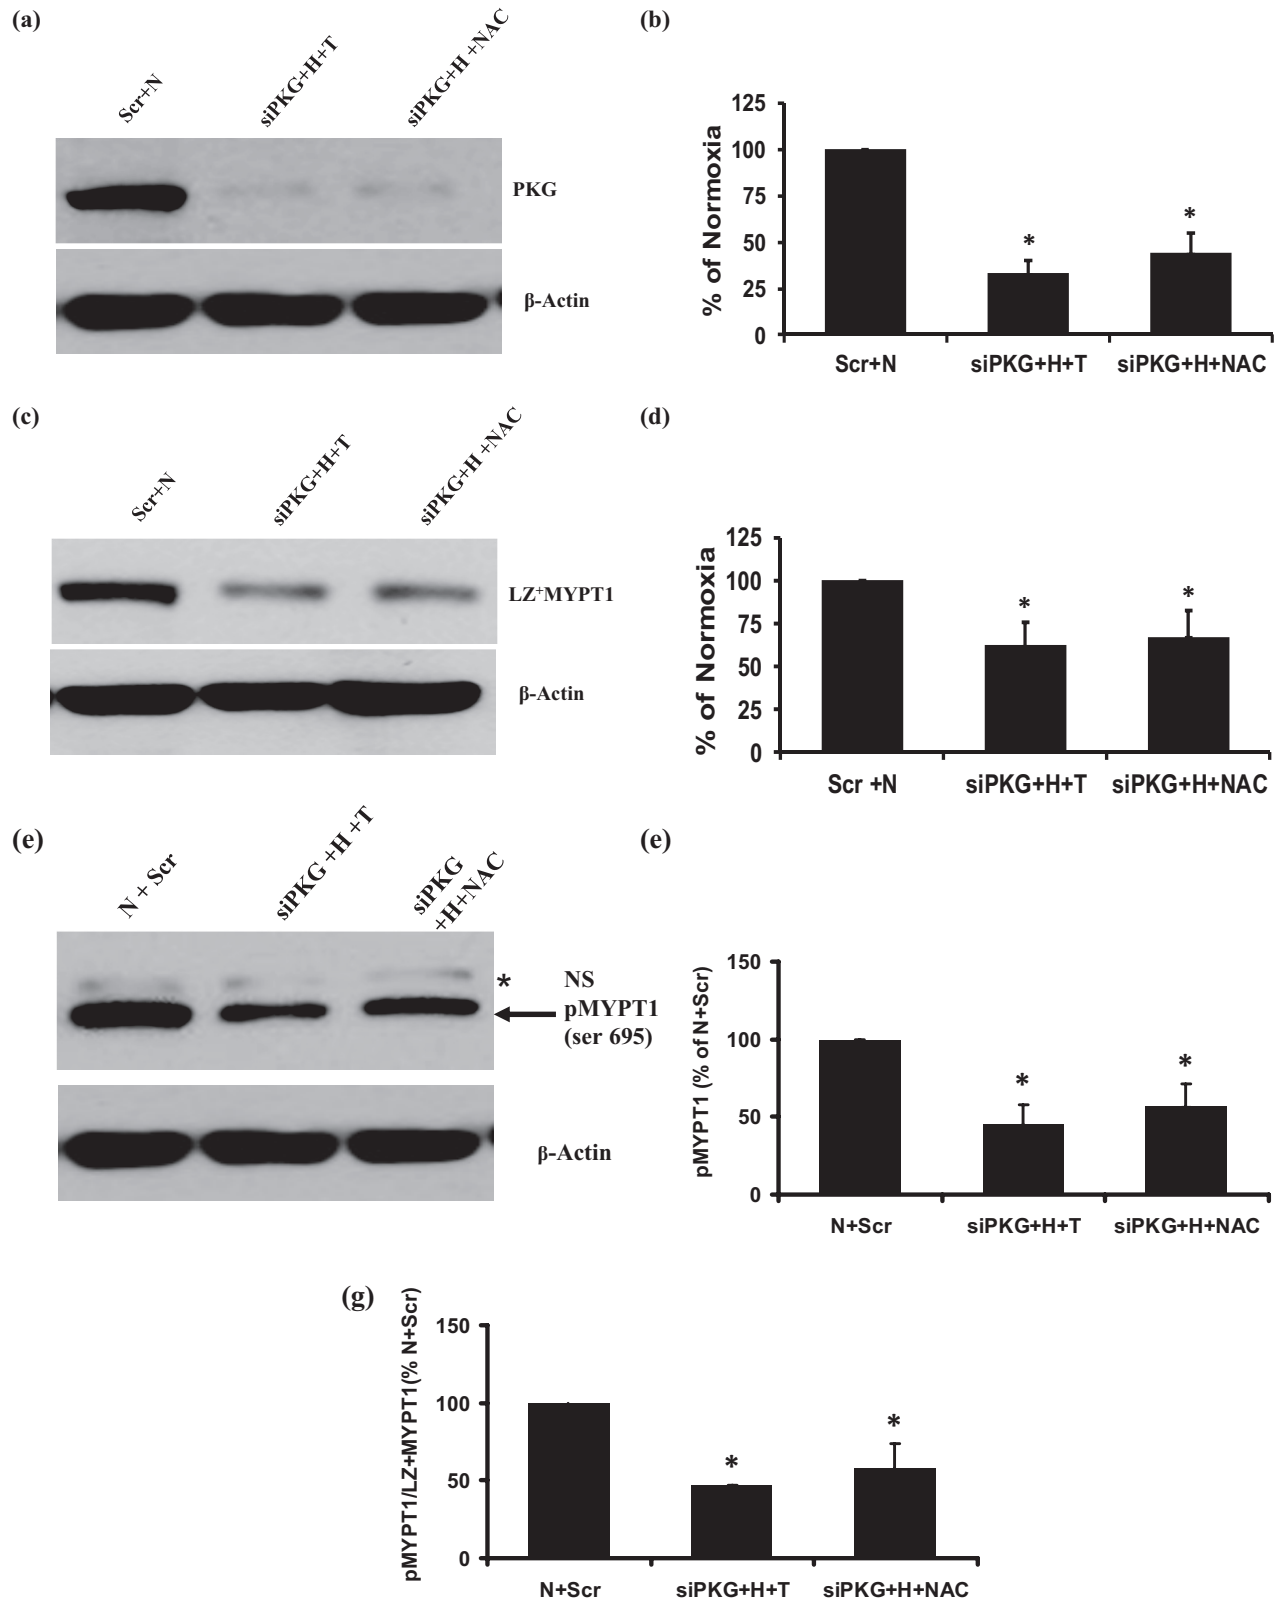 (a)
Scr+N
siPKG+H+T
siPKG+H +NAC
PKG
β-Actin
(b)
% of Normoxia
125
100
75
50
25
0
*
*
Scr+N
siPKG+H+T
siPKG+H+NAC
(c)
Scr+N
siPKG+H+T
siPKG+H +NAC
LZ⁺MYPT1
β-Actin
(d)
% of Normoxia
125
100
75
50
25
0
*
*
Scr +N
siPKG+H+T
siPKG+H+NAC
(e)
N + Scr
siPKG +H +T
siPKG
+H+NAC
*
NS
pMYPT1
(ser 695)
β-Actin
(e)
pMYPT1 (% of N+Scr)
150
100
50
0
*
*
N+Scr
siPKG+H+T
siPKG+H+NAC
(g)
pMYPT1/LZ+MYPT1(% N+Scr)
150
100
50
0
*
*
N+Scr
siPKG+H+T
siPKG+H+NAC